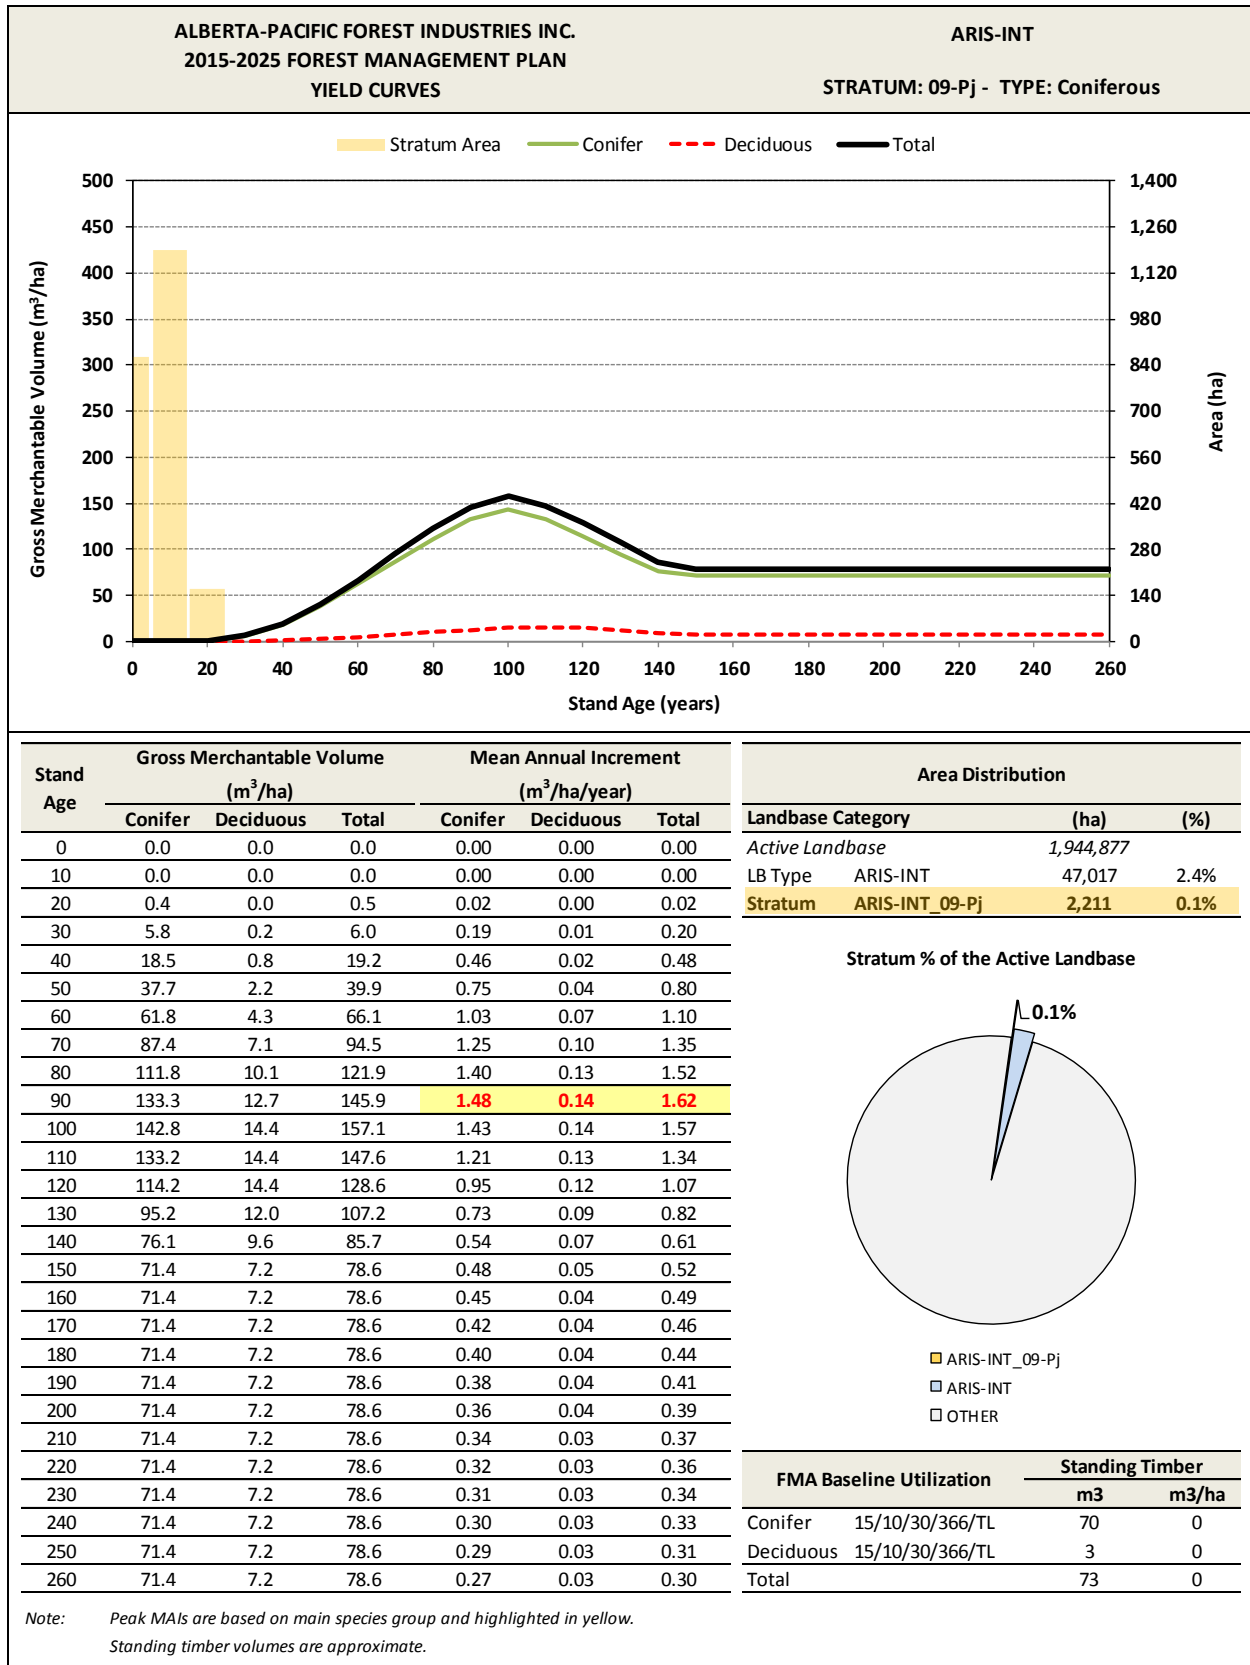 ALBERTA-PACIFIC FOREST INDUSTRIES INC.
2015-2025 FOREST MANAGEMENT PLAN
YIELD CURVES
ARIS-INT
STRATUM: 09-Pj - TYPE: Coniferous
Stratum Area Conifer Deciduous Total
Gross Merchantable Volume (m³/ha)
500 1,400
450 1,260
400 1,120
350 980
300 840
250 700
200 560
150 420
100 280
50 140
0 0
Area (ha)
0 20 40 60 80 100 120 140 160 180 200 220 240 260
Stand Age (years)
Stand Age Gross Merchantable Volume (m³/ha) Mean Annual Increment (m³/ha/year)
Conifer Deciduous Total Conifer Deciduous Total
0 0.0 0.0 0.0 0.00 0.00 0.00
10 0.0 0.0 0.0 0.00 0.00 0.00
20 0.4 0.0 0.5 0.02 0.00 0.02
30 5.8 0.2 6.0 0.19 0.01 0.20
40 18.5 0.8 19.2 0.46 0.02 0.48
50 37.7 2.2 39.9 0.75 0.04 0.80
60 61.8 4.3 66.1 1.03 0.07 1.10
70 87.4 7.1 94.5 1.25 0.10 1.35
80 111.8 10.1 121.9 1.40 0.13 1.52
90 133.3 12.7 145.9 1.48 0.14 1.62
100 142.8 14.4 157.1 1.43 0.14 1.57
110 133.2 14.4 147.6 1.21 0.13 1.34
120 114.2 14.4 128.6 0.95 0.12 1.07
130 95.2 12.0 107.2 0.73 0.09 0.82
140 76.1 9.6 85.7 0.54 0.07 0.61
150 71.4 7.2 78.6 0.48 0.05 0.52
160 71.4 7.2 78.6 0.45 0.04 0.49
170 71.4 7.2 78.6 0.42 0.04 0.46
180 71.4 7.2 78.6 0.40 0.04 0.44
190 71.4 7.2 78.6 0.38 0.04 0.41
200 71.4 7.2 78.6 0.36 0.04 0.39
210 71.4 7.2 78.6 0.34 0.03 0.37
220 71.4 7.2 78.6 0.32 0.03 0.36
230 71.4 7.2 78.6 0.31 0.03 0.34
240 71.4 7.2 78.6 0.30 0.03 0.33
250 71.4 7.2 78.6 0.29 0.03 0.31
260 71.4 7.2 78.6 0.27 0.03 0.30
Area Distribution
Landbase Category (ha) (%)
Active Landbase 1,944,877
LB Type ARIS-INT 47,017 2.4%
Stratum ARIS-INT_09-Pj 2,211 0.1%
Stratum % of the Active Landbase
0.1%
ARIS-INT_09-Pj
ARIS-INT
OTHER
FMA Baseline Utilization Standing Timber
m3 m3/ha
Conifer 15/10/30/366/TL 70 0
Deciduous 15/10/30/366/TL 3 0
Total 73 0
Note: Peak MAIs are based on main species group and highlighted in yellow.
Standing timber volumes are approximate.